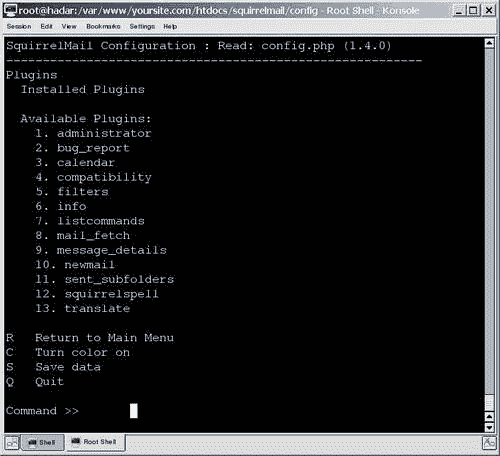 root@hadar:/var/www/yoursite.com/htdocs/squirrelmail/config - Root Shell - Konsole
Session Edit View Bookmarks Settings Help
SquirrelMail Configuration : Read: config.php (1.4.0)
---------------------------------------------------------
Plugins
Installed Plugins
Available Plugins:
1. administrator
2. bug_report
3. calendar
4. compatibility
5. filters
6. info
7. listcommands
8. mail_fetch
9. message_details
10. newmail
11. sent_subfolders
12. squirrelspell
13. translate
R Return to Main Menu
C Turn color on
S Save data
Q Quit
Command >>
Shell Root Shell